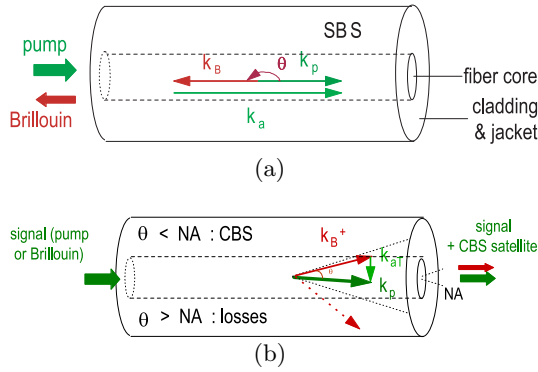 SBS
pump
k_B
θ
k_p
Brillouin
k_a
fiber core
cladding
& jacket
(a)
signal (pump
or Brillouin)
θ < NA : CBS
k_B^+
θ
k_aT
k_p
signal
+ CBS satellite
NA
θ > NA : losses
(b)